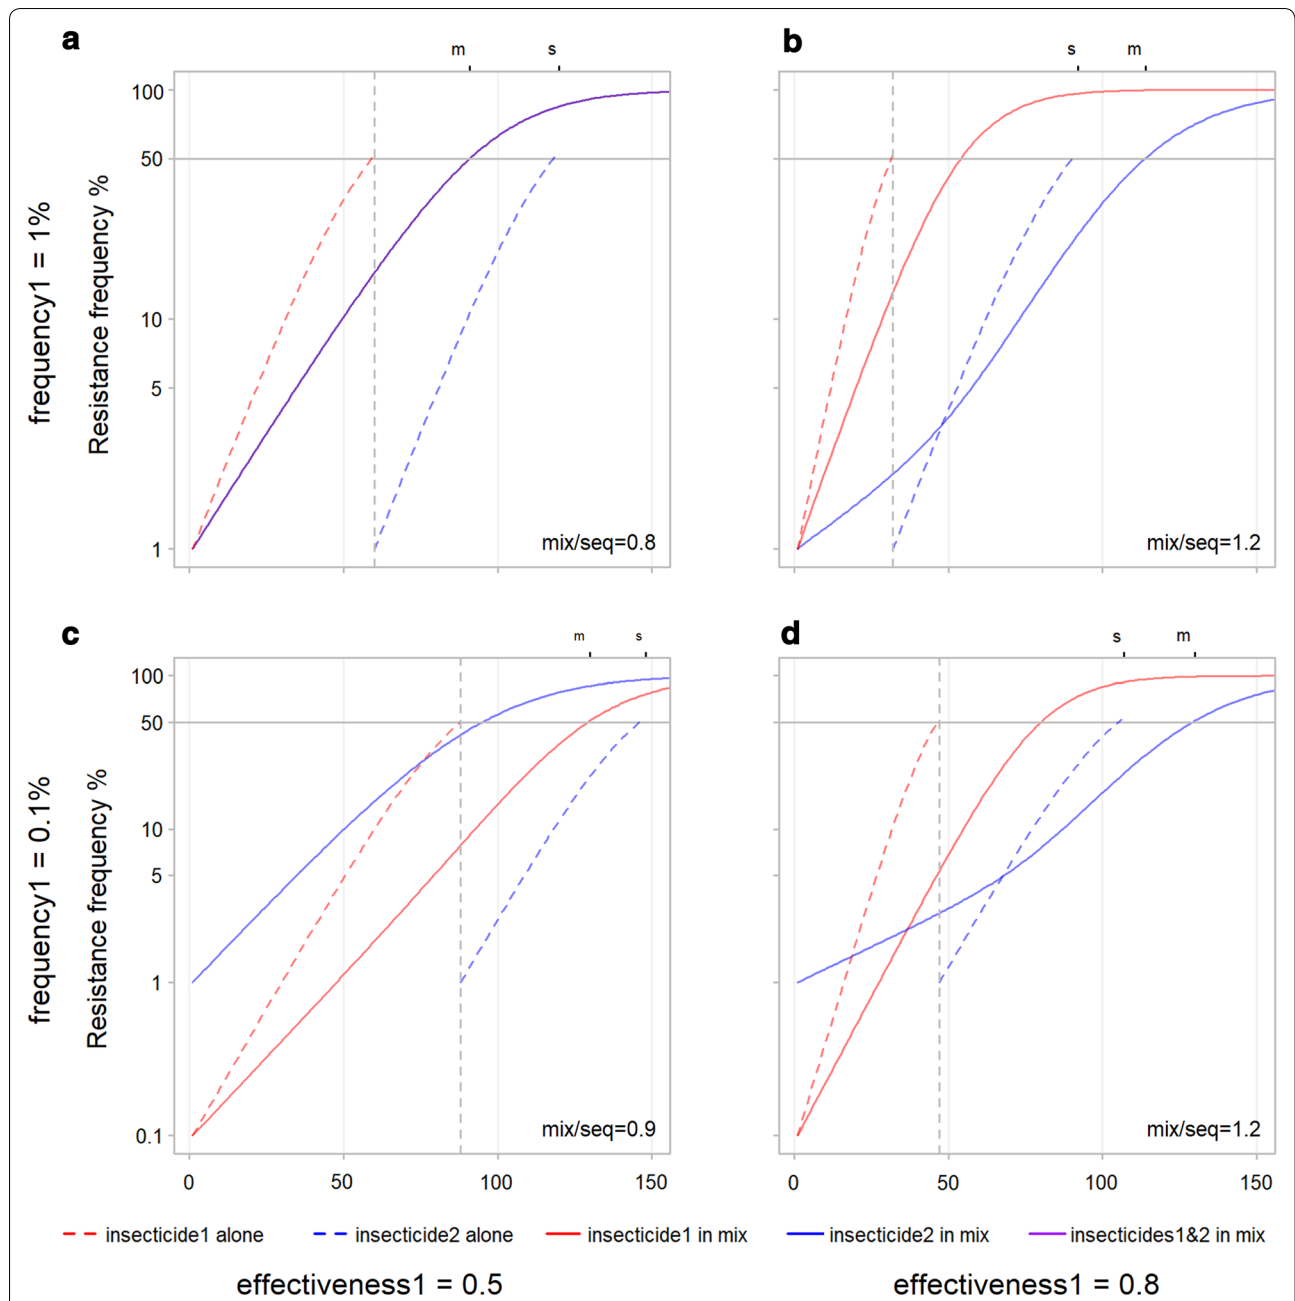 a
m s
b
s m
frequency1 = 1%
Resistance frequency %
100
50
10
5
1
mix/seq=0.8
mix/seq=1.2
c
m s
d
s m
frequency1 = 0.1%
Resistance frequency %
100
50
10
5
1
0.1
mix/seq=0.9
mix/seq=1.2
0 50 100 150
0 50 100 150
insecticide1 alone insecticide2 alone insecticide1 in mix insecticide2 in mix insecticides1&2 in mix
effectiveness1 = 0.5
effectiveness1 = 0.8